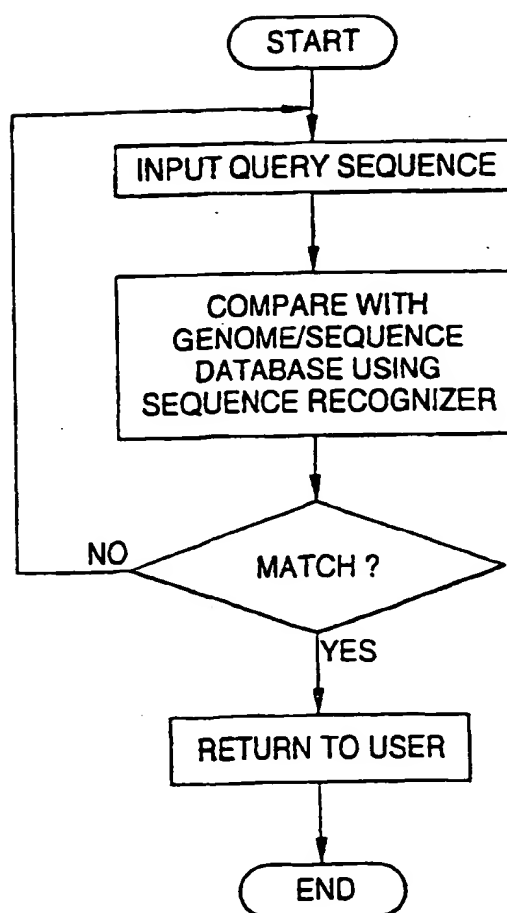 START
INPUT QUERY SEQUENCE
COMPARE WITH
GENOME/SEQUENCE
DATABASE USING
SEQUENCE RECOGNIZER
MATCH ?
NO
YES
RETURN TO USER
END